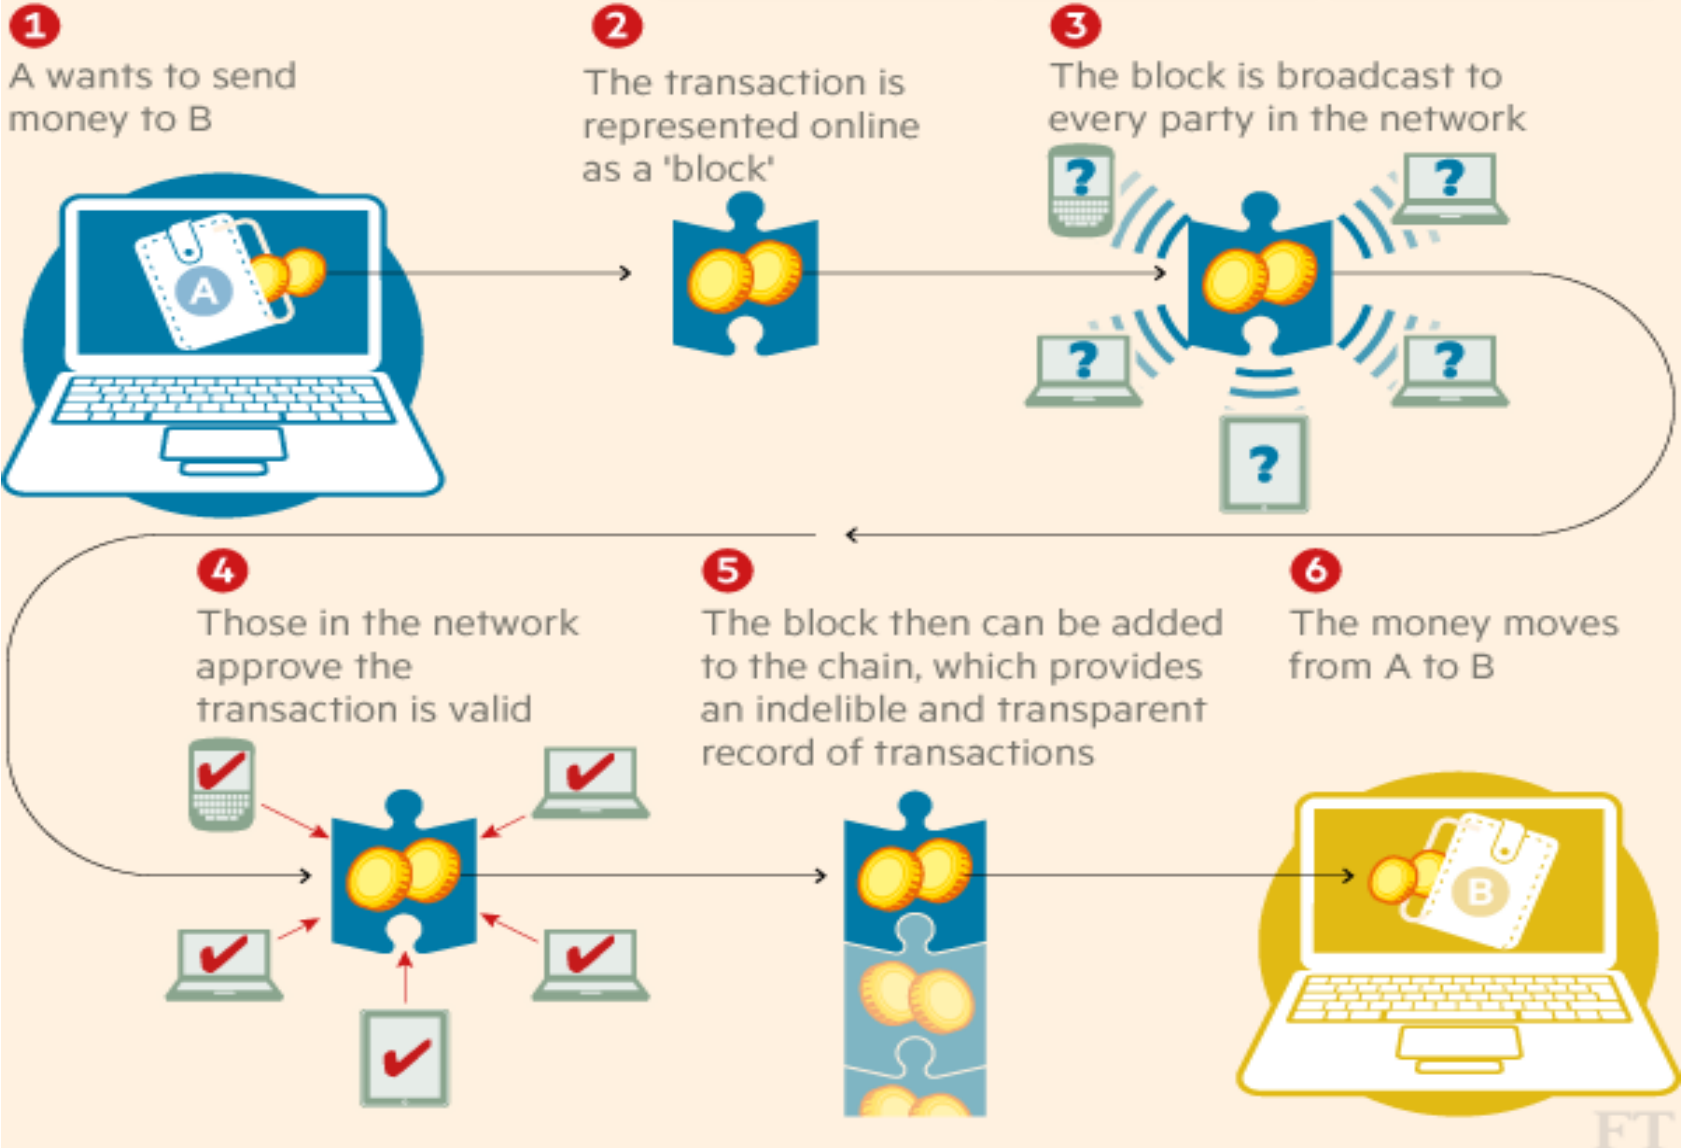 1
A wants to send
money to B
2
The transaction is
represented online
as a 'block'
3
The block is broadcast to
every party in the network
?
?
?
?
?
A
4
Those in the network
approve the
transaction is valid
5
The block then can be added
to the chain, which provides
an indelible and transparent
record of transactions
6
The money moves
from A to B
B
FT